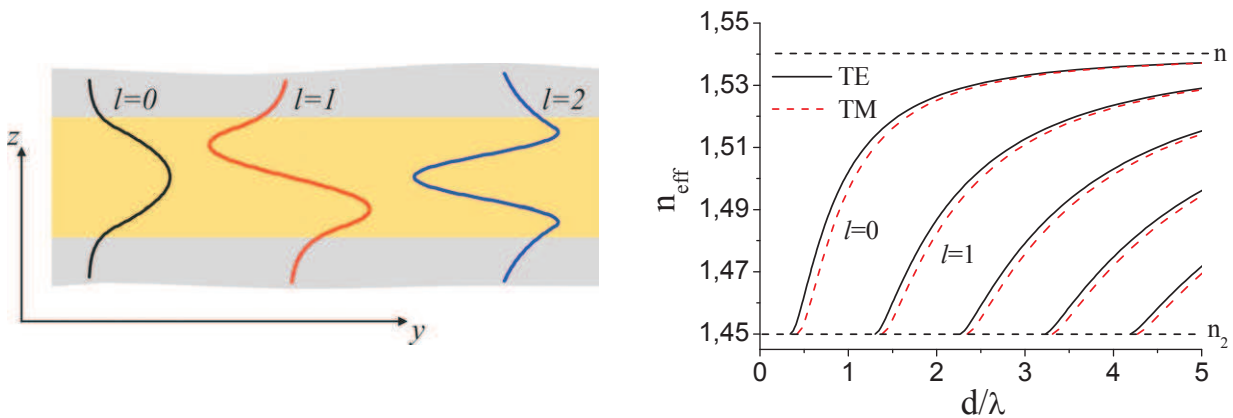 l=0
l=1
l=2
z
y
1,55
1,53
1,51
1,49
1,47
1,45
n_eff
TE
TM
n
l=0
l=1
n₂
0
1
2
3
4
5
d/λ